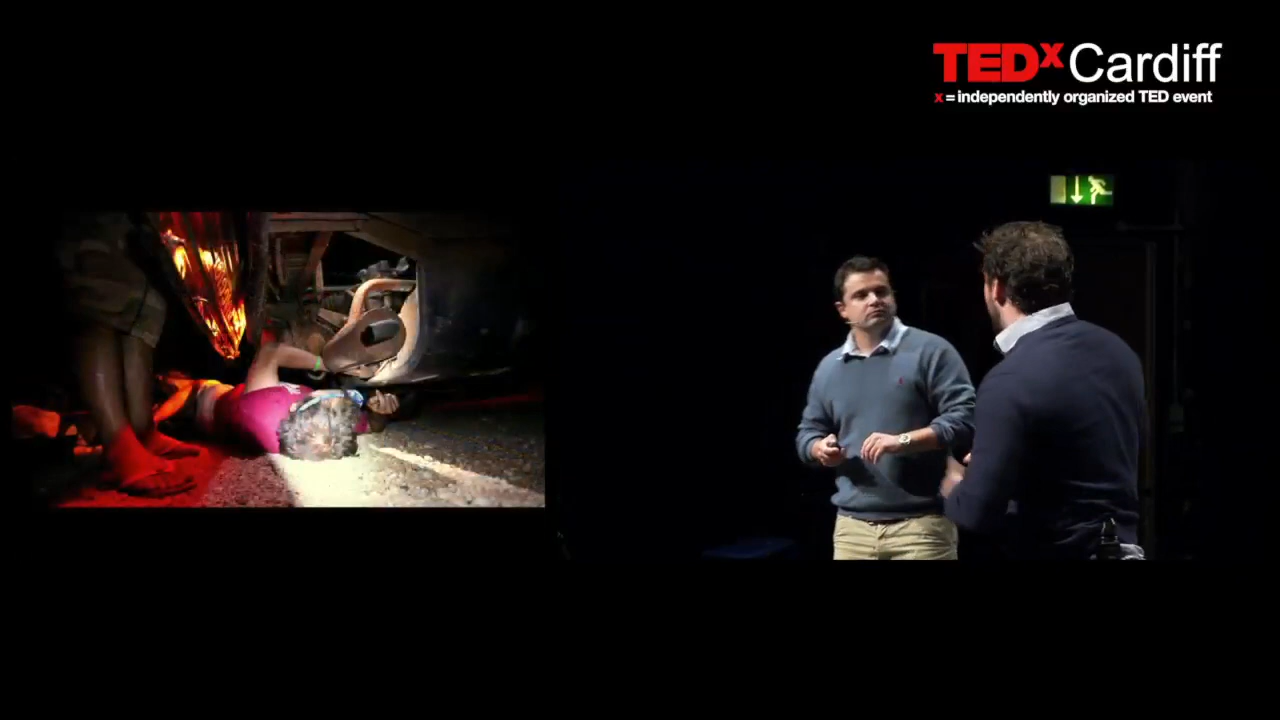 TEDxCardiff
x = independently organized TED event